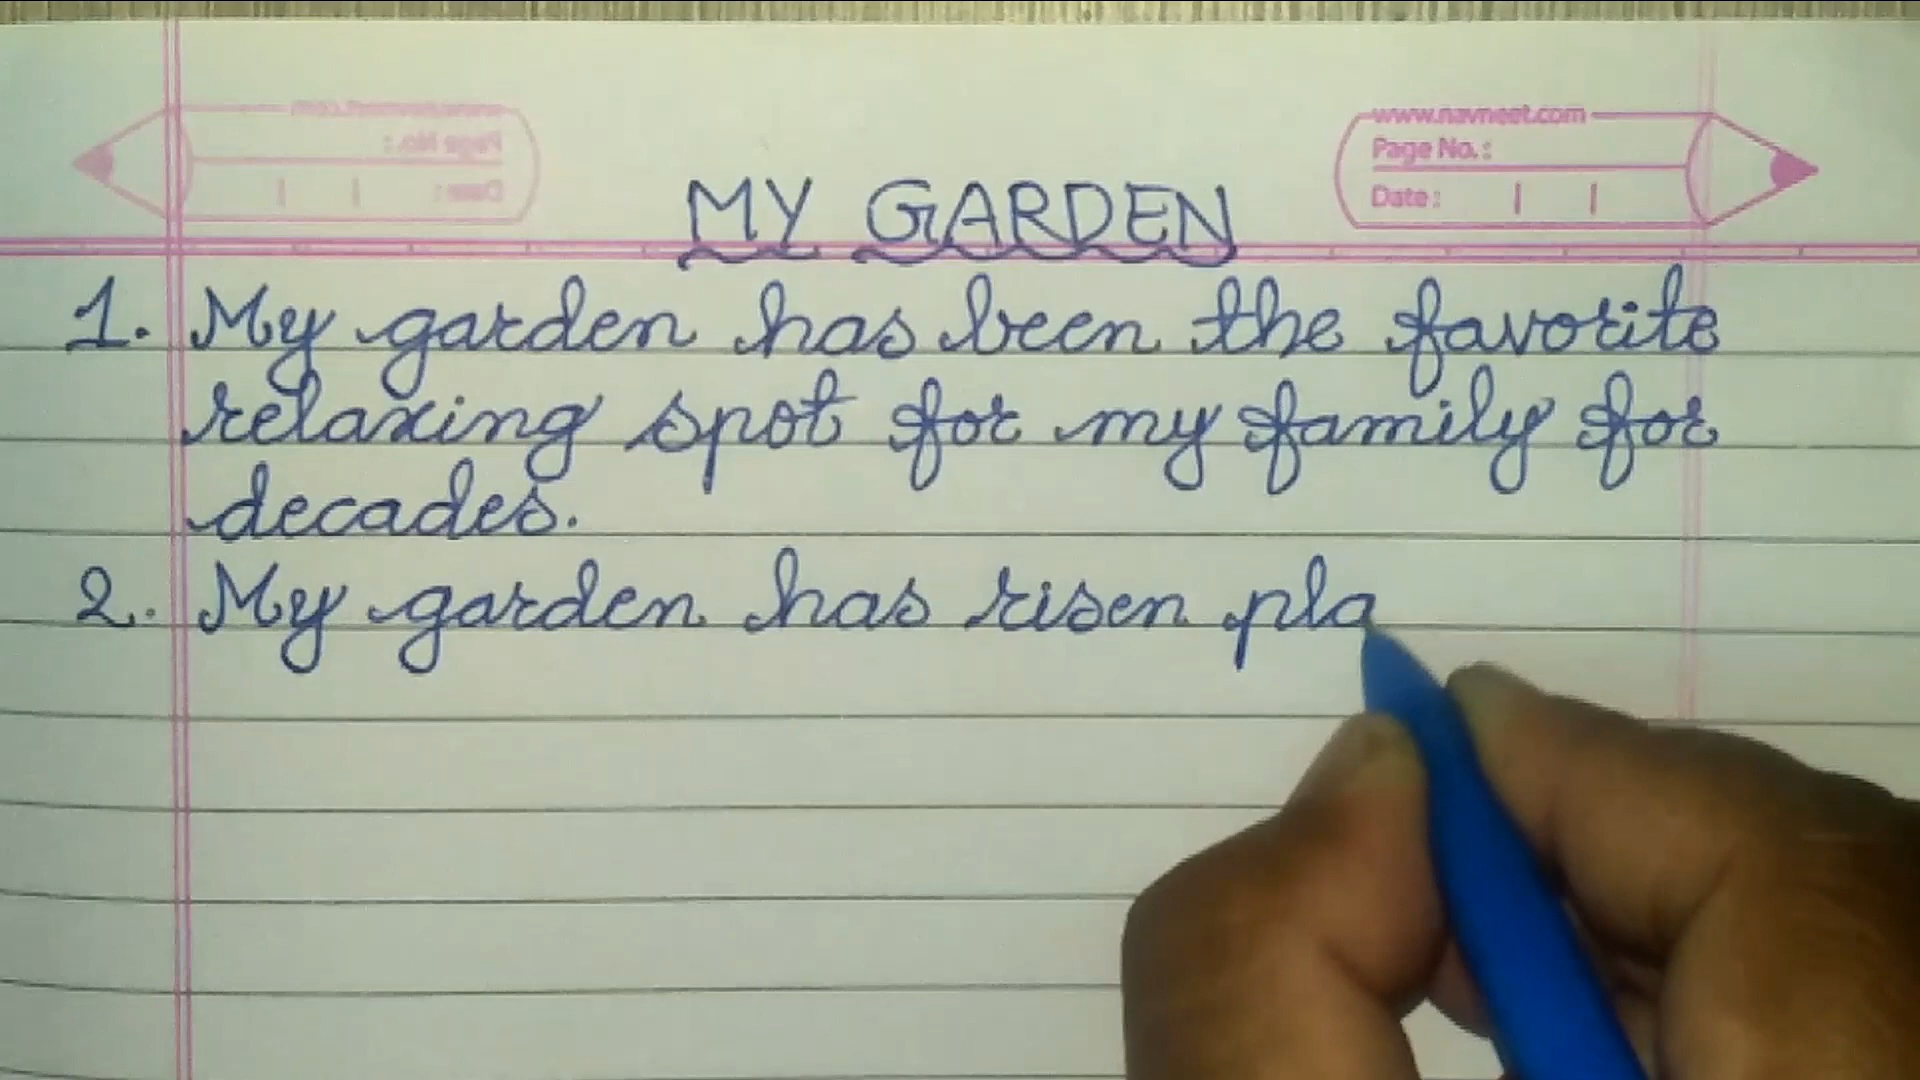 www.navneet.com
Page No. :
Date :
MY GARDEN
1. My garden has been the favorite
relaxing spot for my family for
decades.
2. My garden has risen pla